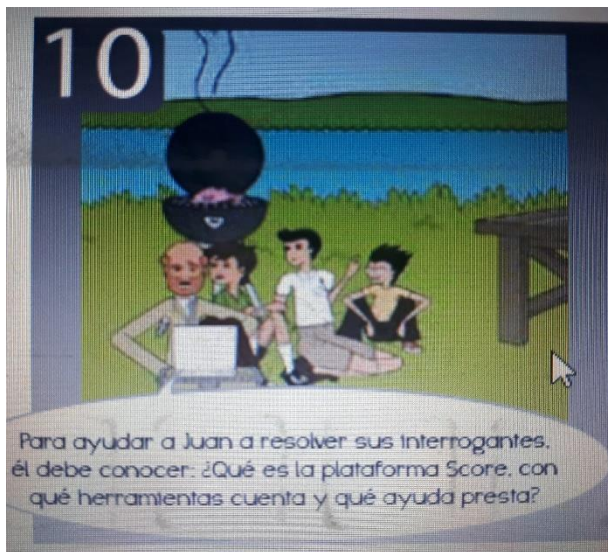 10
Para ayudar a Juan a resolver sus interrogantes,
él debe conocer: ¿Qué es la plataforma Score, con
qué herramientas cuenta y qué ayuda presta?